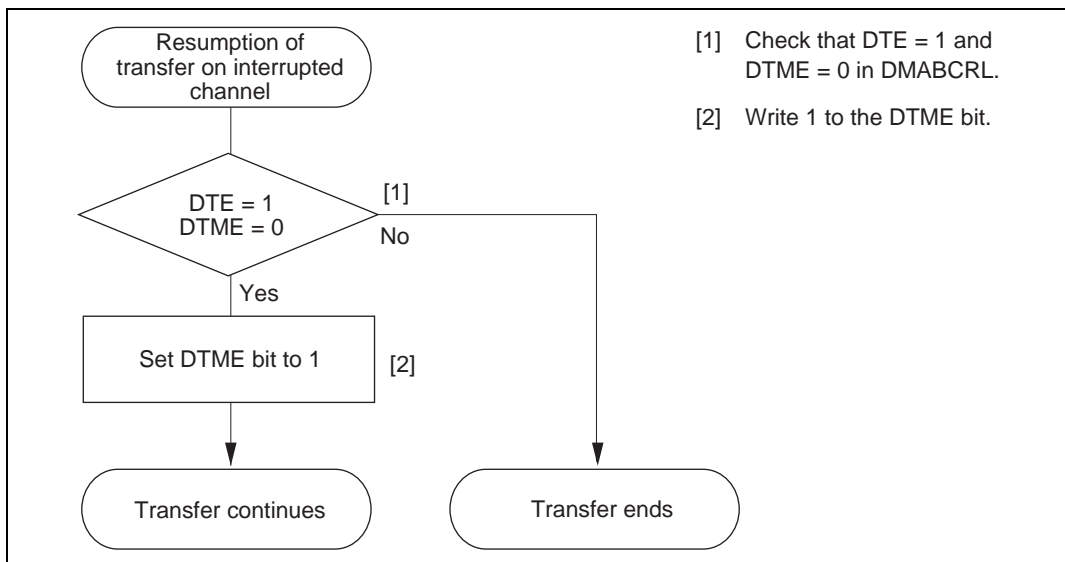 Resumption of
transfer on interrupted
channel
[1] Check that DTE = 1 and
DTME = 0 in DMABCRL.
[2] Write 1 to the DTME bit.
DTE = 1
DTME = 0
[1]
No
Yes
Set DTME bit to 1
[2]
Transfer continues
Transfer ends